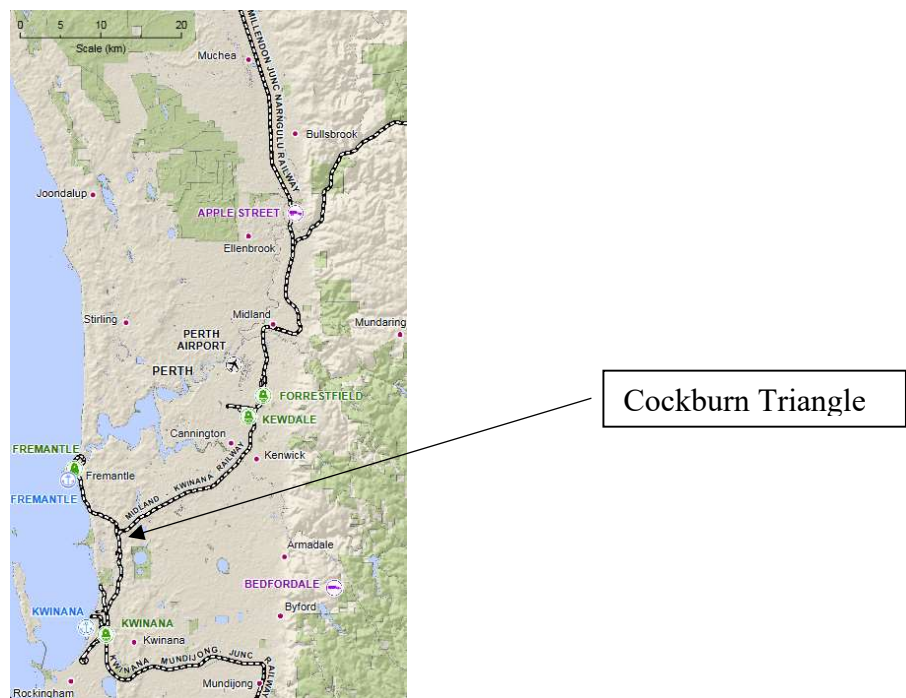 0 5 10 20
Scale (km)
Muchea
MILLENDON JUNC NARNGULU RAILWAY
Bullsbrook
Joondalup
APPLE STREET
Ellenbrook
Stirling
Midland
Mundaring
PERTH
AIRPORT
PERTH
FORRESTFIELD
KEWDALE
Cockburn Triangle
Cannington
Kenwick
MIDLAND KWINANA RAILWAY
FREMANTLE
Fremantle
FREMANTLE
Armadale
BEDFORDALE
Byford
KWINANA
KWINANA
Kwinana
KWINANA MUNDIJONG JUNC RAILWAY
Mundijong
Rockingham